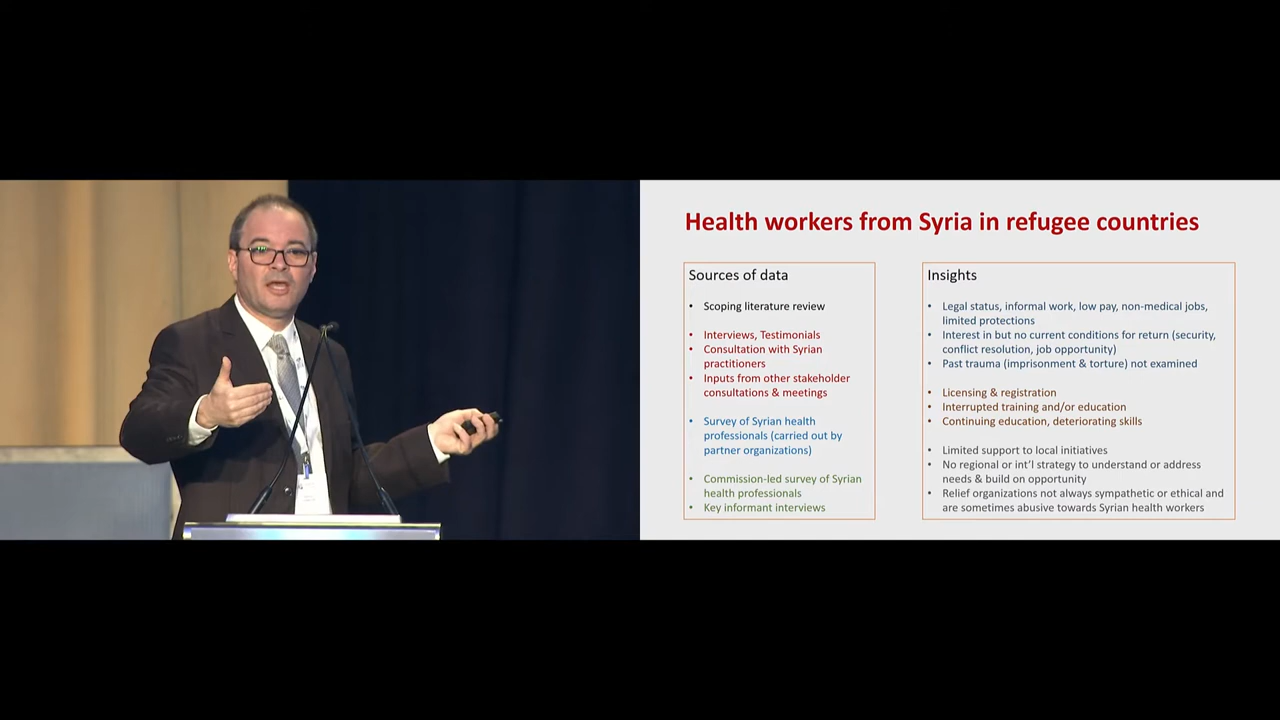 Health workers from Syria in refugee countries
Sources of data
• Scoping literature review
• Interviews, Testimonials
• Consultation with Syrian
practitioners
• Inputs from other stakeholder
consultations & meetings
• Survey of Syrian health
professionals (carried out by
partner organizations)
• Commission-led survey of Syrian
health professionals
• Key informant interviews
Insights
• Legal status, informal work, low pay, non-medical jobs,
limited protections
• Interest in but no current conditions for return (security,
conflict resolution, job opportunity)
• Past trauma (imprisonment & torture) not examined
• Licensing & registration
• Interrupted training and/or education
• Continuing education, deteriorating skills
• Limited support to local initiatives
• No regional or int'l strategy to understand or address
needs & build on opportunity
• Relief organizations not always sympathetic or ethical and
are sometimes abusive towards Syrian health workers